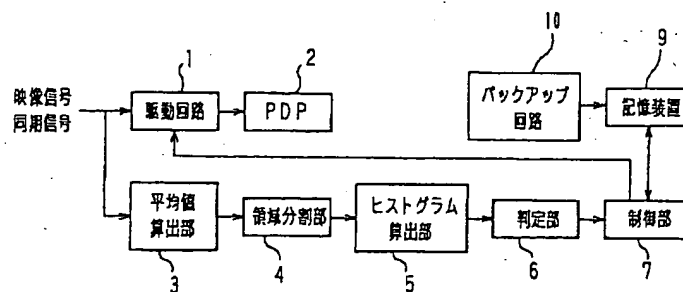 10
9
1
2
映像信号
同期信号
駆動回路
PDP
バックアップ
回路
記憶装置
平均値
算出部
領域分割部
ヒストグラム
算出部
判定部
制御部
3
4
5
6
7